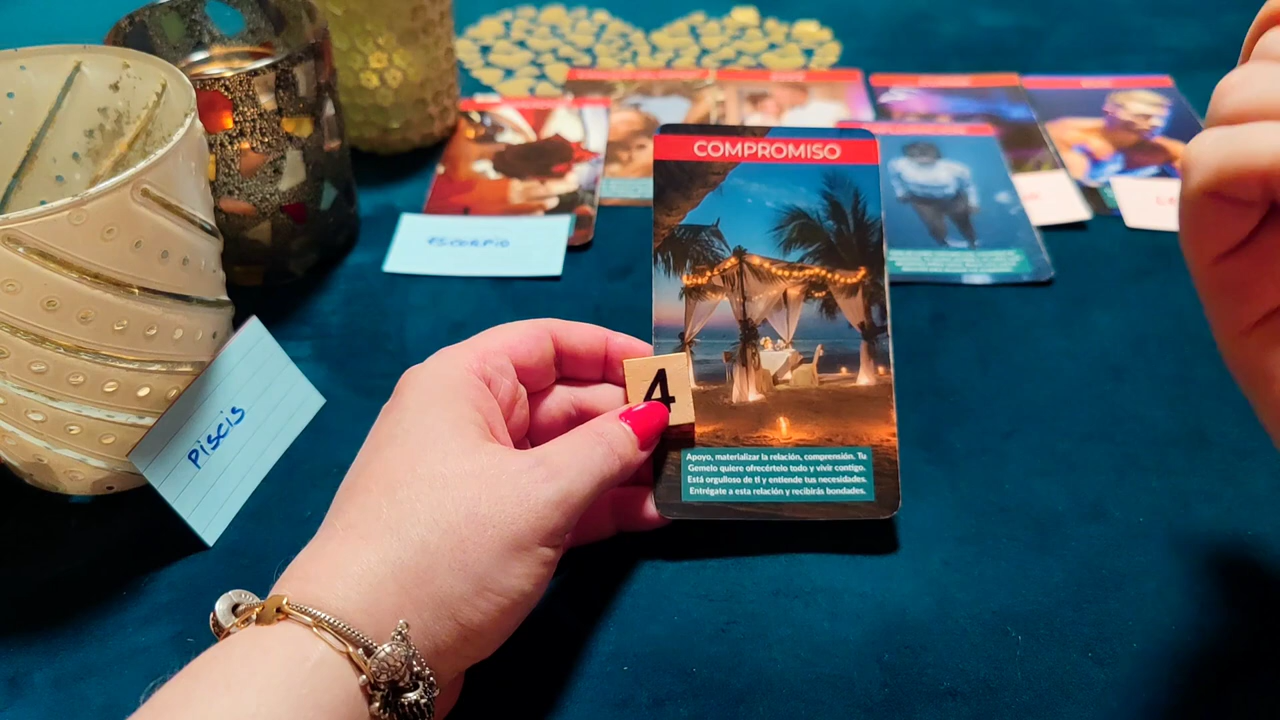 COMPROMISO
ESCORPIO
4
PISCIS
Apoyo, materializar la relación, comprensión. Tu
Gemelo quiere ofrecértelo todo y vivir contigo.
Está orgulloso de ti y entiende tus necesidades.
Entrégate a esta relación y recibirás bondades.